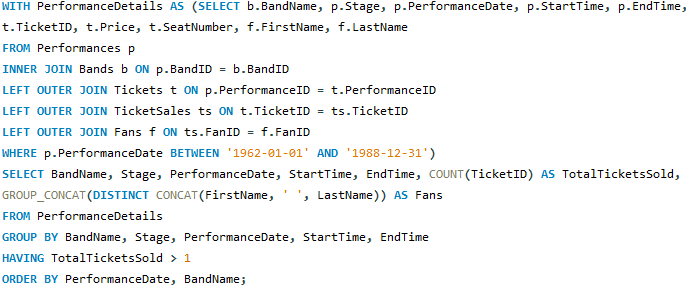 WITH PerformanceDetails AS (SELECT b.BandName, p.Stage, p.PerformanceDate, p.StartTime, p.EndTime,
t.TicketID, t.Price, t.SeatNumber, f.FirstName, f.LastName
FROM Performances p
INNER JOIN Bands b ON p.BandID = b.BandID
LEFT OUTER JOIN Tickets t ON p.PerformanceID = t.PerformanceID
LEFT OUTER JOIN TicketSales ts ON t.TicketID = ts.TicketID
LEFT OUTER JOIN Fans f ON ts.FanID = f.FanID
WHERE p.PerformanceDate BETWEEN '1962-01-01' AND '1988-12-31')
SELECT BandName, Stage, PerformanceDate, StartTime, EndTime, COUNT(TicketID) AS TotalTicketsSold,
GROUP_CONCAT(DISTINCT CONCAT(FirstName, ' ', LastName)) AS Fans
FROM PerformanceDetails
GROUP BY BandName, Stage, PerformanceDate, StartTime, EndTime
HAVING TotalTicketsSold > 1
ORDER BY PerformanceDate, BandName;